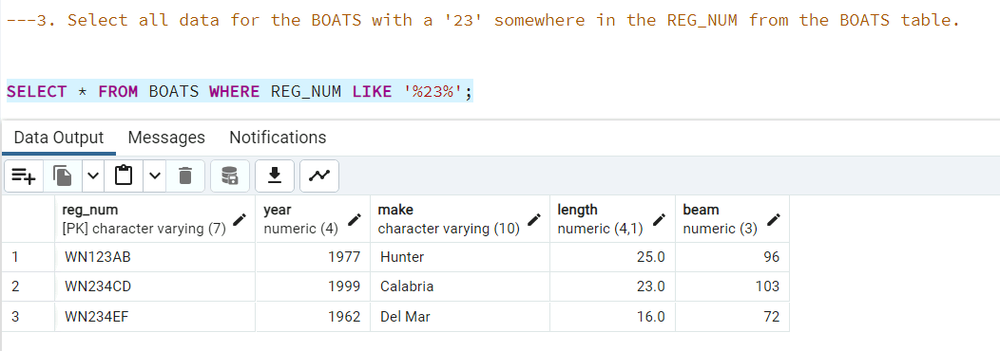 ---3. Select all data for the BOATS with a '23' somewhere in the REG_NUM from the BOATS table.
SELECT * FROM BOATS WHERE REG_NUM LIKE '%23%';
Data Output Messages Notifications
reg_num year make length beam
[PK] character varying (7) numeric (4) character varying (10) numeric (4,1) numeric (3)
1 WN123AB 1977 Hunter 25.0 96
2 WN234CD 1999 Calabria 23.0 103
3 WN234EF 1962 Del Mar 16.0 72